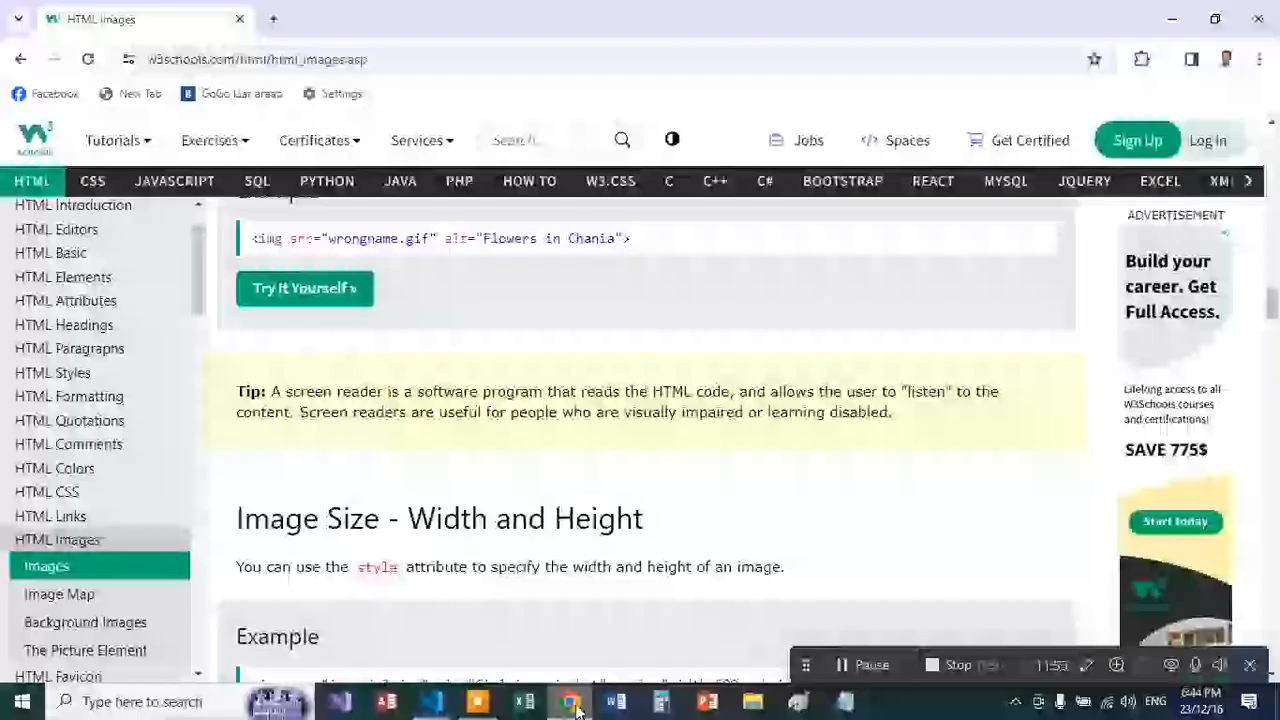 HTML Images
w3schools.com/html/html_images.asp
Facebook New Tab Settings
Tutorials Exercises Certificates Services Search Jobs Spaces Get Certified Sign Up Log In
HTML CSS JAVASCRIPT SQL PYTHON JAVA PHP HOW TO W3.CSS C C++ C# BOOTSTRAP REACT MYSQL JQUERY EXCEL XM
HTML Introduction
HTML Editors
HTML Basic
HTML Elements
HTML Attributes
HTML Headings
HTML Paragraphs
HTML Styles
HTML Formatting
HTML Quotations
HTML Comments
HTML Colors
HTML CSS
HTML Links
HTML Images
Images
Image Map
Background Images
The Picture Element
HTML Favicon
<img src="wrongname.gif" alt="Flowers in Chania">
Try it Yourself »
Tip: A screen reader is a software program that reads the HTML code, and allows the user to "listen" to the
content. Screen readers are useful for people who are visually impaired or learning disabled.
Image Size - Width and Height
You can use the style attribute to specify the width and height of an image.
Example
ADVERTISEMENT
Build your
career. Get
Full Access.
Lifelong access to all
W3Schools courses
and certifications!
SAVE 775$
Start today
Pause Stop 11:53
Type here to search
ENG
6:44 PM
23/12/16